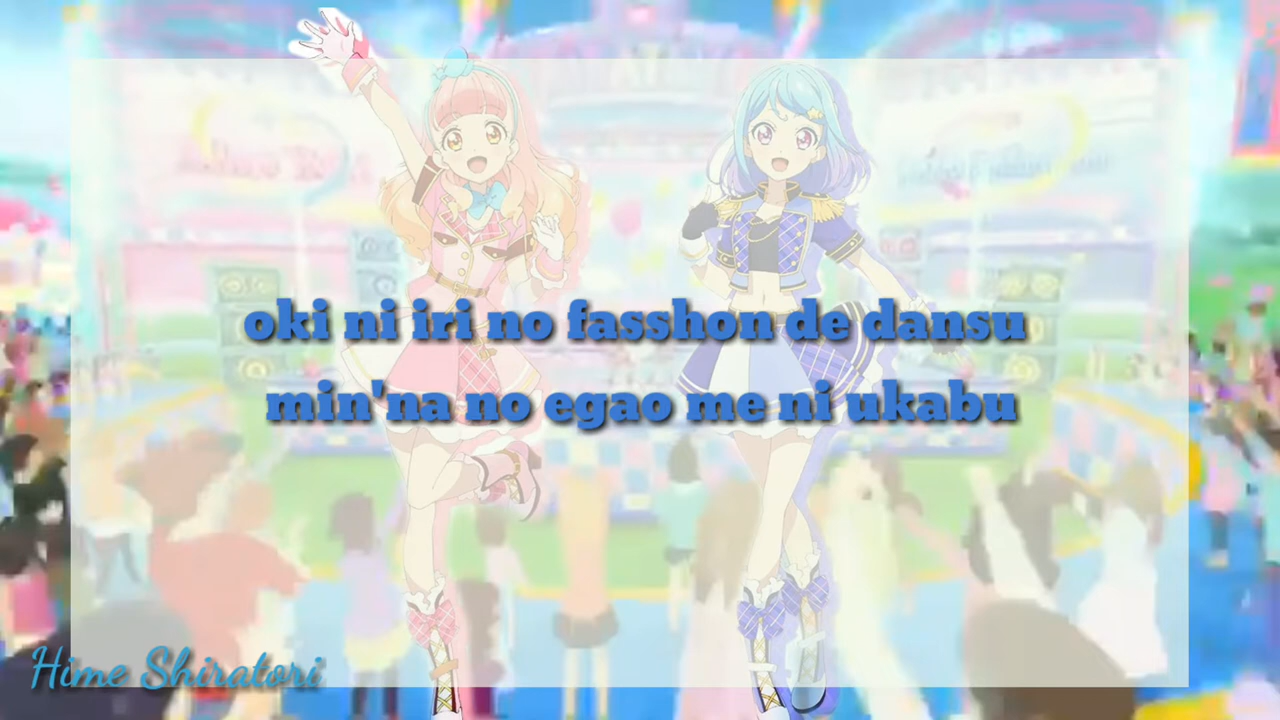 oki ni iri no fasshon de dansu
min'na no egao me ni ukabu
Hime Shiratori